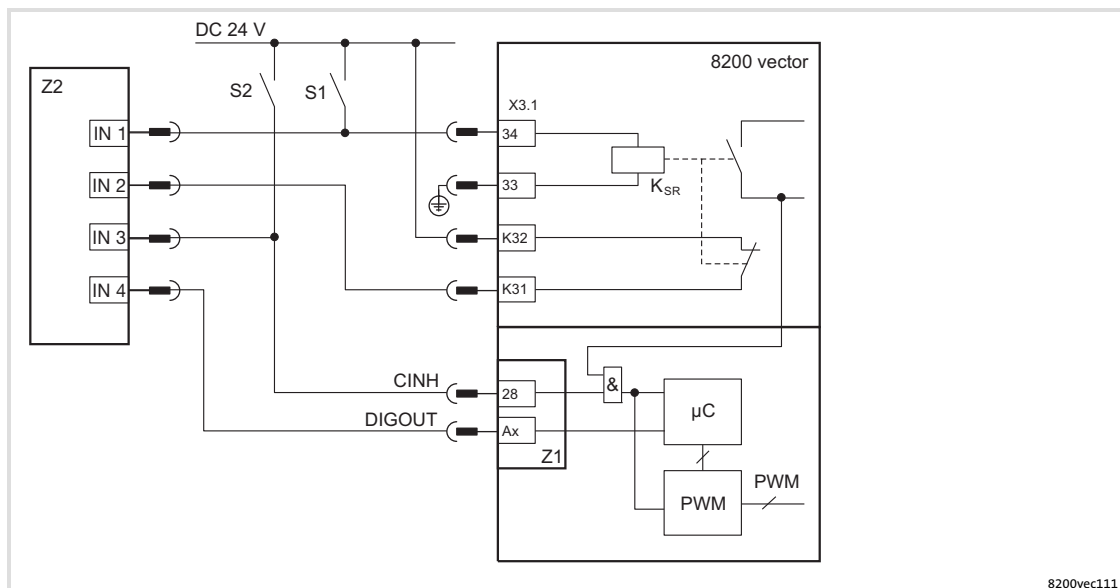 DC 24 V
8200 vector
Z2
S2
S1
X3.1
IN 1
34
IN 2
33
K_SR
IN 3
K32
IN 4
K31
CINH
28
&
µC
DIGOUT
Ax
Z1
PWM
PWM
8200vec111